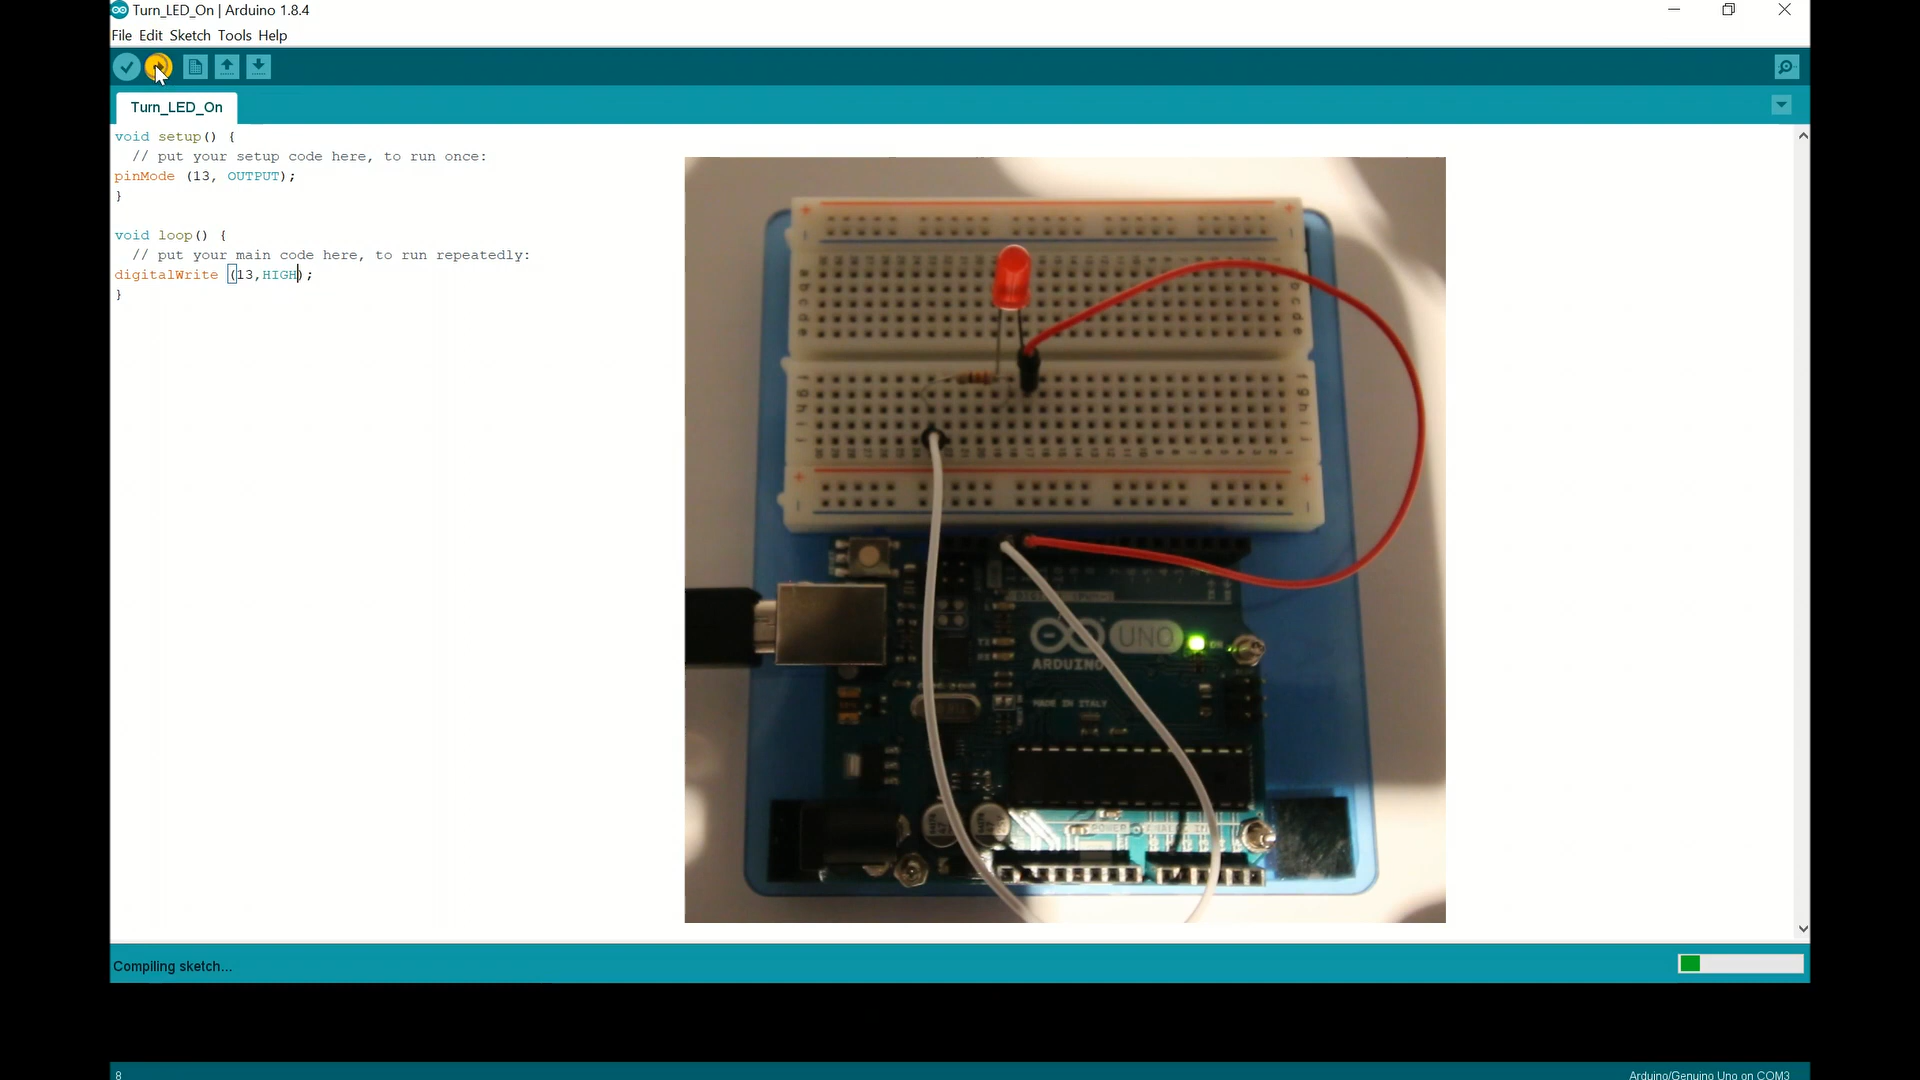 Turn_LED_On | Arduino 1.8.4
File Edit Sketch Tools Help
Turn_LED_On
void setup() {
// put your setup code here, to run once:
pinMode (13, OUTPUT);
}
void loop() {
// put your main code here, to run repeatedly:
digitalWrite (13,HIGH);
}
UNO
ON
ARDUINO
MADE IN ITALY
POWER
Compiling sketch...
8
Arduino/Genuino Uno on COM3